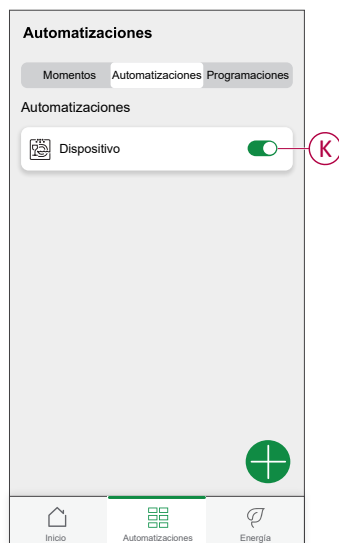 Automatizaciones
Momentos Automatizaciones Programaciones
Automatizaciones
Dispositivo
K
Inicio Automatizaciones Energía